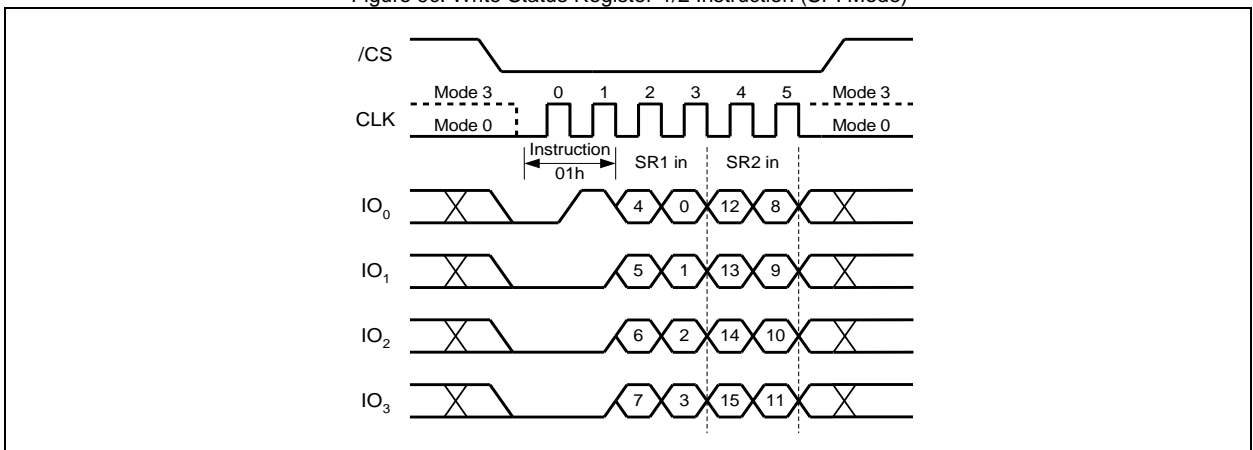 Figure 9c. Write Status Register-1/2 Instruction (SPI Mode)
/CS
Mode 3 0 1 2 3 4 5 Mode 3
CLK Mode 0 Mode 0
Instruction SR1 in SR2 in
01h
IO0 4 0 12 8
IO1 5 1 13 9
IO2 6 2 14 10
IO3 7 3 15 11